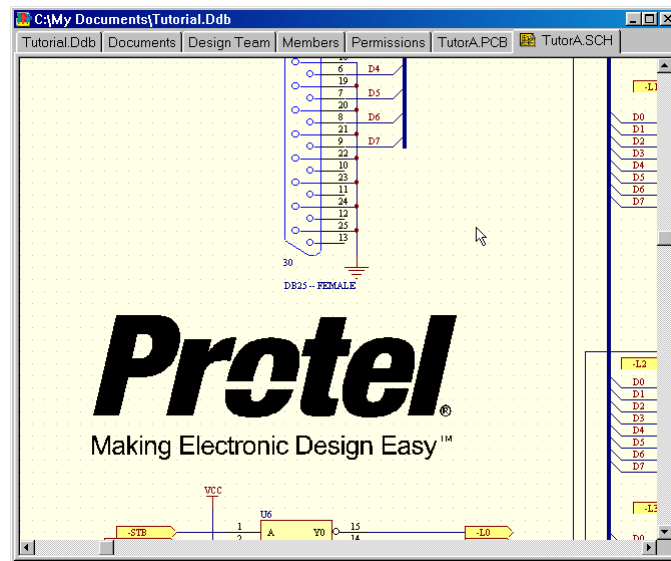 C:\My Documents\Tutorial.Ddb
Tutorial.Ddb Documents Design Team Members Permissions TutorA.PCB TutorA.SCH
6 D4
19
7 D5
20
8 D6
21
9 D7
22
10
23
11
24
12
25
13
30
DB25 -- FEMALE
-L1
D0
D1
D2
D3
D4
D5
D6
D7
Protel®
Making Electronic Design Easy™
-L2
D0
D1
D2
D3
D4
D5
D6
D7
-L3
D0
VCC
U6
-STB 1 A Y0 15 -L0
2 14